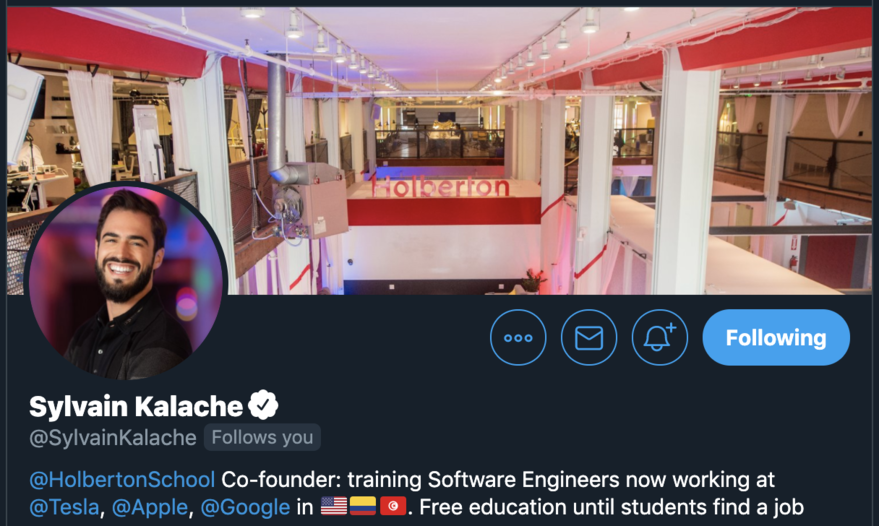 Holberton
Following
Sylvain Kalache
@SylvainKalache Follows you
@HolbertonSchool Co-founder: training Software Engineers now working at
@Tesla, @Apple, @Google in 🇺🇸🇨🇴🇹🇳. Free education until students find a job